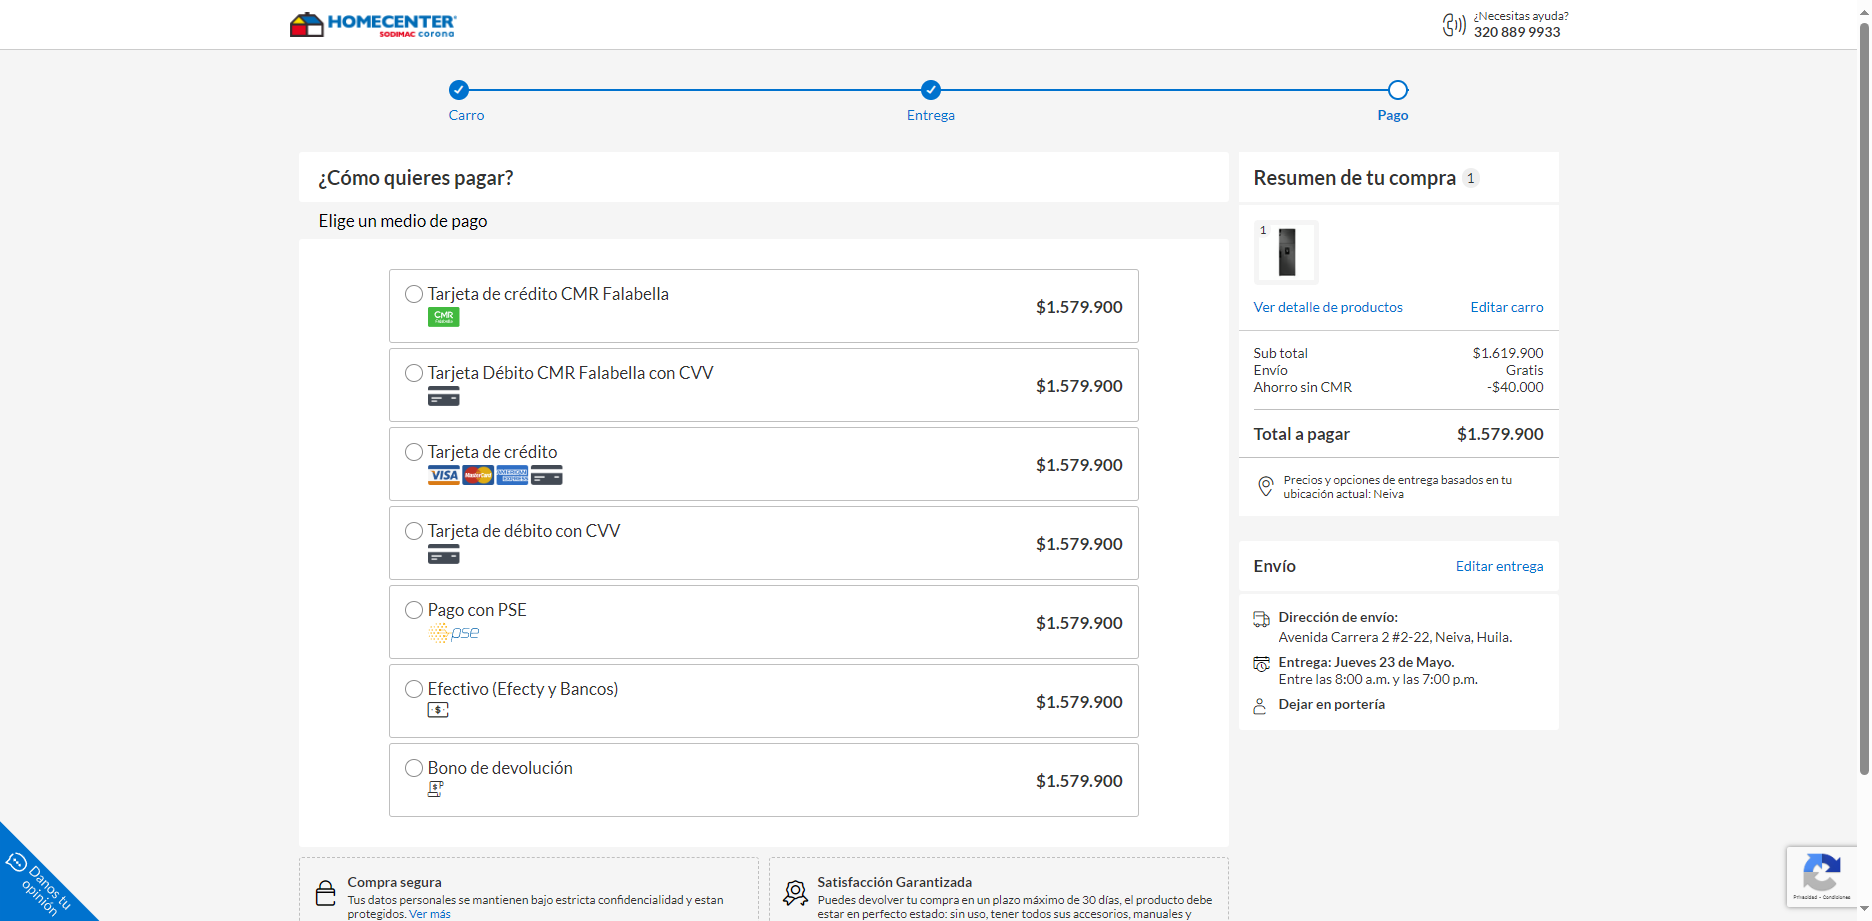 HOMECENTER
SODIMAC corona
¿Necesitas ayuda?
320 889 9933
Carro
Entrega
Pago
¿Cómo quieres pagar?
Elige un medio de pago
Tarjeta de crédito CMR Falabella
CMR
$1.579.900
Tarjeta Débito CMR Falabella con CVV
$1.579.900
Tarjeta de crédito
VISA MasterCard AMERICAN EXPRESS
$1.579.900
Tarjeta de débito con CVV
$1.579.900
Pago con PSE
pse
$1.579.900
Efectivo (Efecty y Bancos)
$1.579.900
Bono de devolución
$1.579.900
Compra segura
Tus datos personales se mantienen bajo estricta confidencialidad y estan
protegidos. Ver más
Satisfacción Garantizada
Puedes devolver tu compra en un plazo máximo de 30 días, el producto debe
estar en perfecto estado: sin uso, tener todos sus accesorios, manuales y
Resumen de tu compra 1
1
Ver detalle de productos Editar carro
Sub total $1.619.900
Envío Gratis
Ahorro sin CMR -$40.000
Total a pagar $1.579.900
Precios y opciones de entrega basados en tu
ubicación actual: Neiva
Envío Editar entrega
Dirección de envío:
Avenida Carrera 2 #2-22, Neiva, Huila.
Entrega: Jueves 23 de Mayo.
Entre las 8:00 a.m. y las 7:00 p.m.
Dejar en portería
Danos tu
opinión
Privacidad - Condiciones